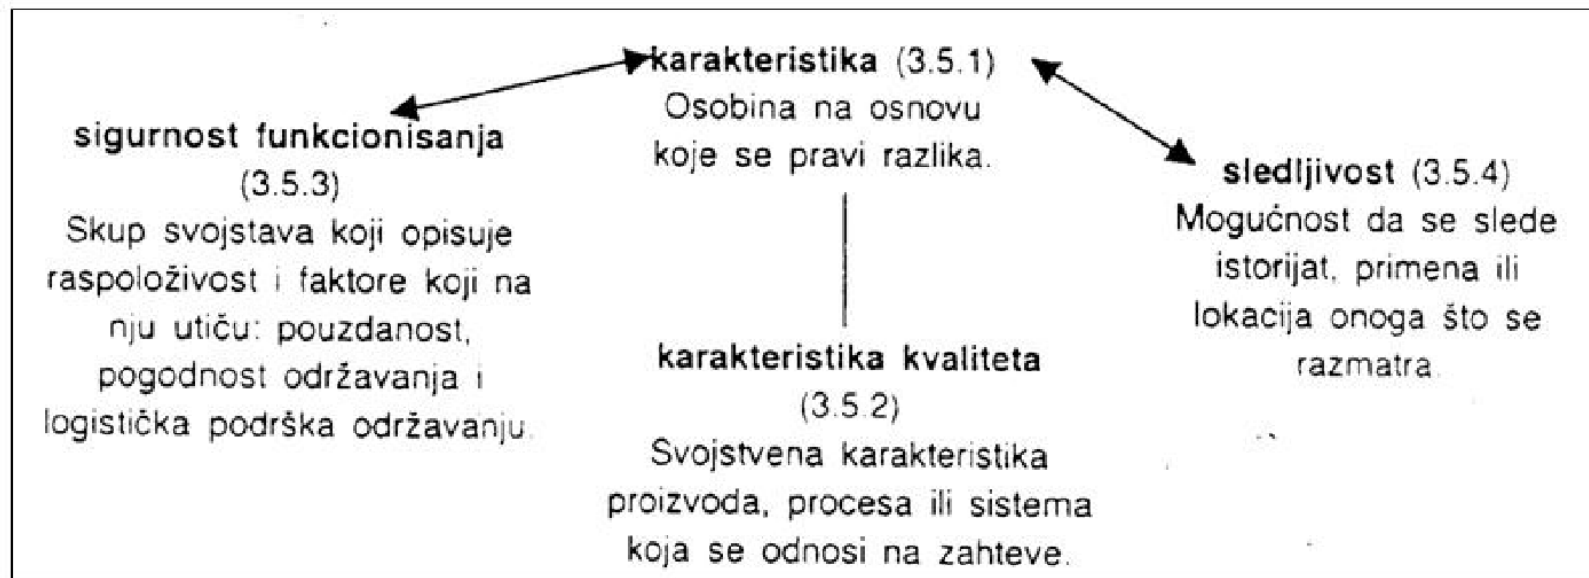 karakteristika (3.5.1)
Osobina na osnovu
koje se pravi razlika.
sigurnost funkcionisanja
(3.5.3)
Skup svojstava koji opisuje
raspoloživost i faktore koji na
nju utiču: pouzdanost,
pogodnost održavanja i
logistička podrška održavanju.
sledljivost (3.5.4)
Mogućnost da se slede
istorijat, primena ili
lokacija onoga što se
razmatra.
karakteristika kvaliteta
(3.5.2)
Svojstvena karakteristika
proizvoda, procesa ili sistema
koja se odnosi na zahteve.